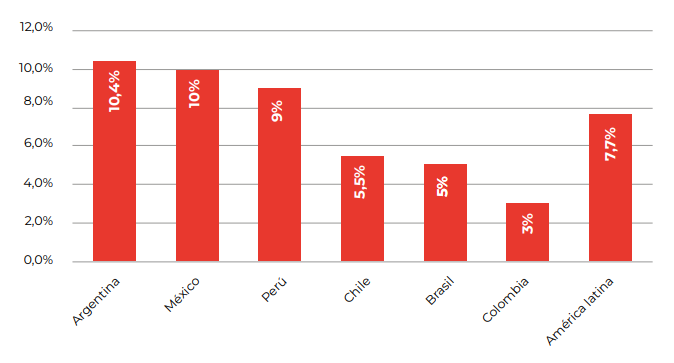 12,0%
10,0%
8,0%
6,0%
4,0%
2,0%
0,0%
10,4%
10%
9%
5,5%
5%
3%
7,7%
Argentina
México
Perú
Chile
Brasil
Colombia
América latina